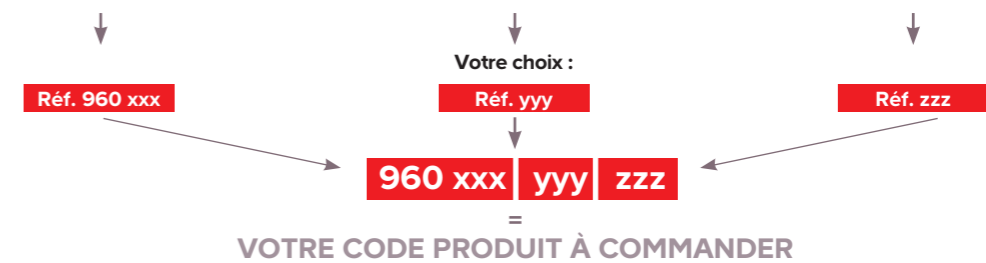 Votre choix :
Réf. 960 xxx Réf. yyy Réf. zzz
960 xxx yyy zzz
=
VOTRE CODE PRODUIT À COMMANDER